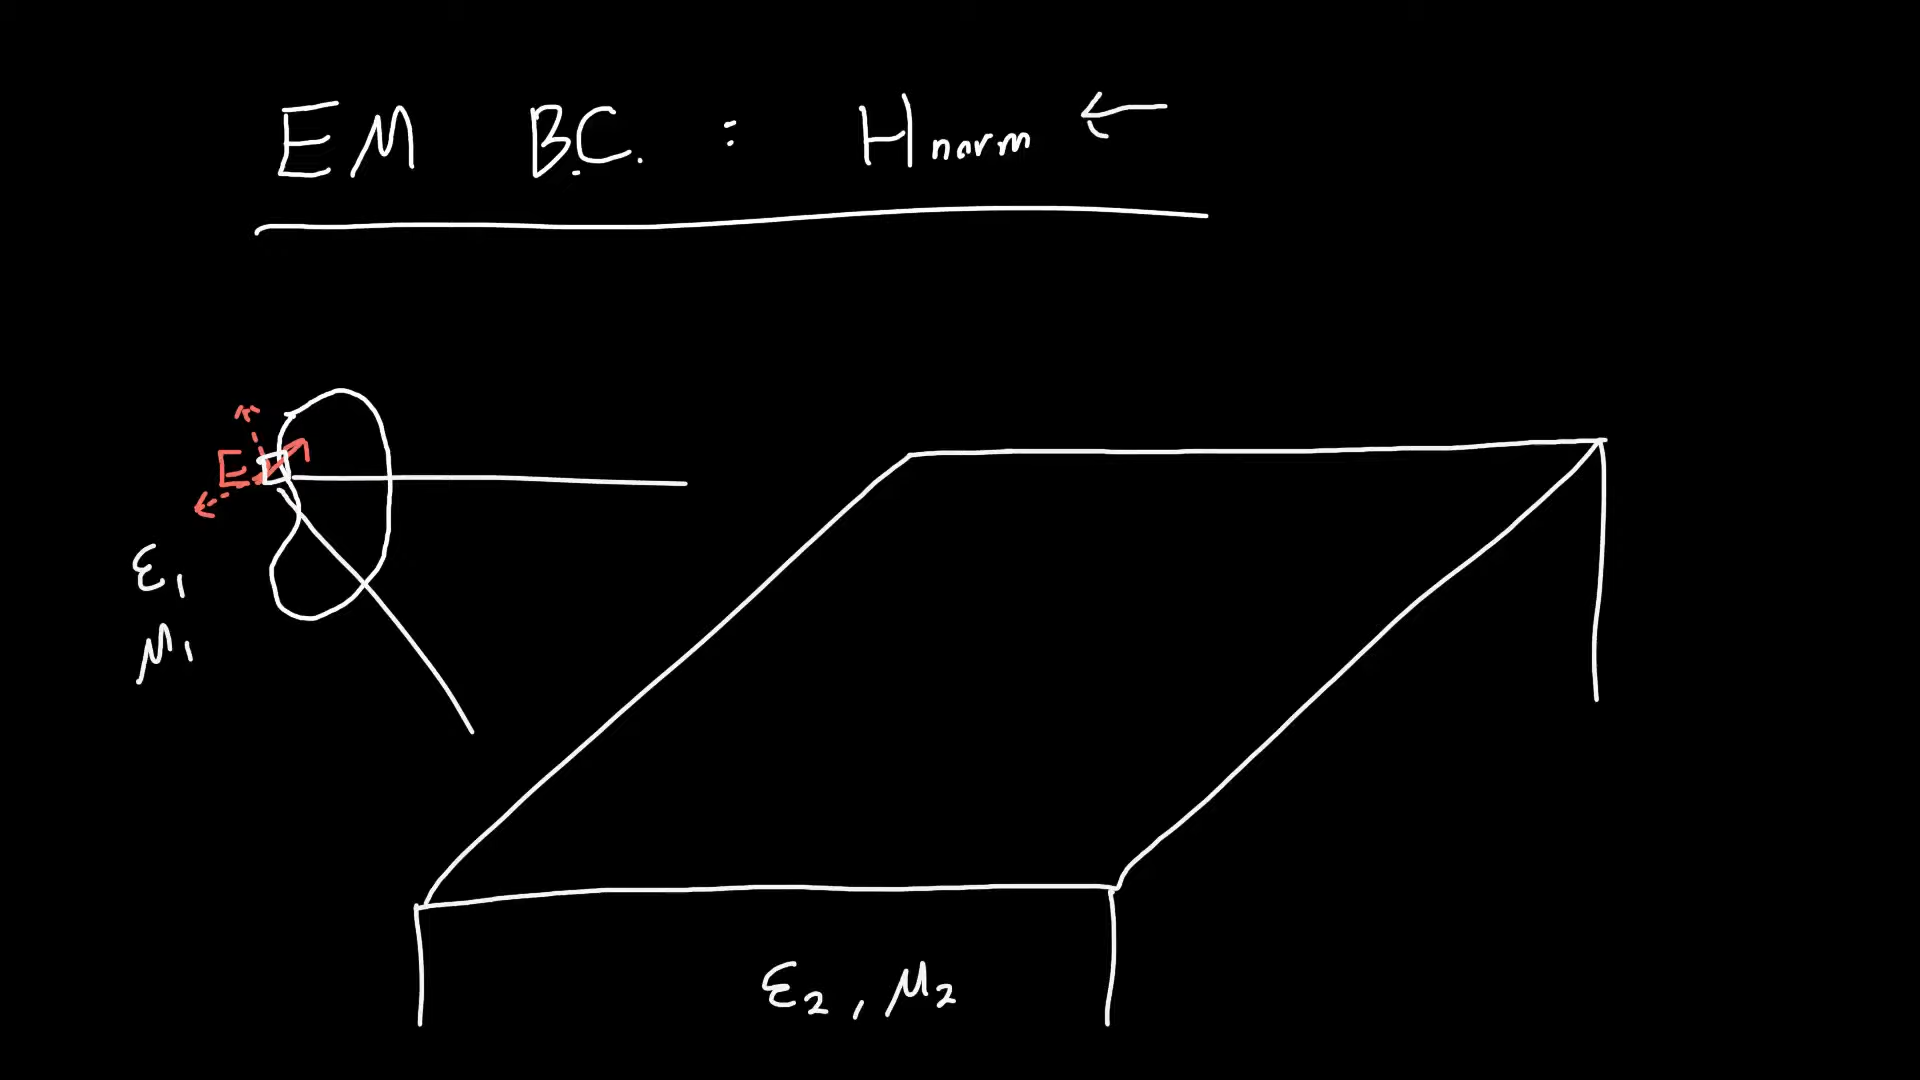 EM B.C. : Hnorm ←
E
ε₁
μ₁
ε₂, μ₂